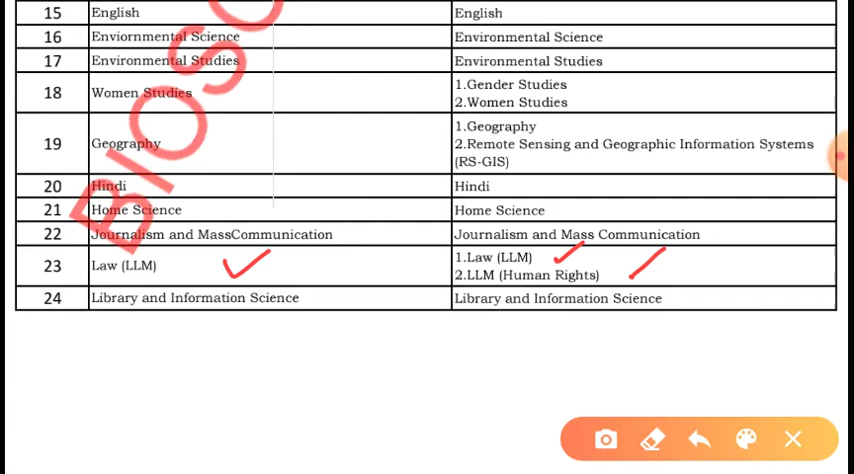 15 English English
16 Enviornmental Science Environmental Science
17 Environmental Studies Environmental Studies
18 Women Studies 1.Gender Studies
2.Women Studies
19 Geography 1.Geography
2.Remote Sensing and Geographic Information Systems
(RS-GIS)
20 Hindi Hindi
21 Home Science Home Science
22 Journalism and MassCommunication Journalism and Mass Communication
23 Law (LLM) 1.Law (LLM)
2.LLM (Human Rights)
24 Library and Information Science Library and Information Science
BIOSC